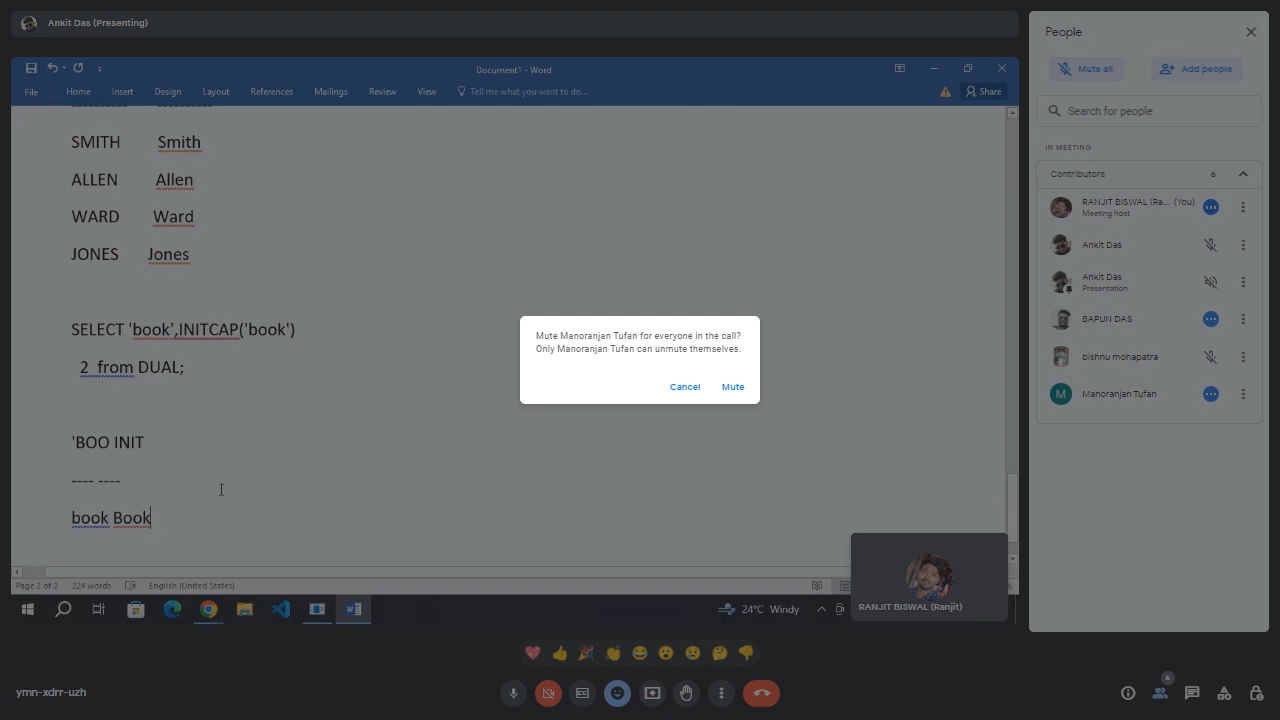 Ankit Das (Presenting)
Document1 - Word
File Home Insert Design Layout References Mailings Review View Tell me what you want to do... Share
SMITH Smith
ALLEN Allen
WARD Ward
JONES Jones
SELECT 'book',INITCAP('book')
2 from DUAL;
'BOO INIT
---- ----
book Book
Page 2 of 2 224 words English (United States)
24°C Windy
RANJIT BISWAL (Ranjit)
Mute Manoranjan Tufan for everyone in the call?
Only Manoranjan Tufan can unmute themselves.
Cancel Mute
People
Mute all Add people
Search for people
IN MEETING
Contributors 6
RANJIT BISWAL (Ra... (You)
Meeting host
Ankit Das
Ankit Das
Presentation
BAPUN DAS
bishnu mohapatra
M Manoranjan Tufan
ymn-xdrr-uzh
6